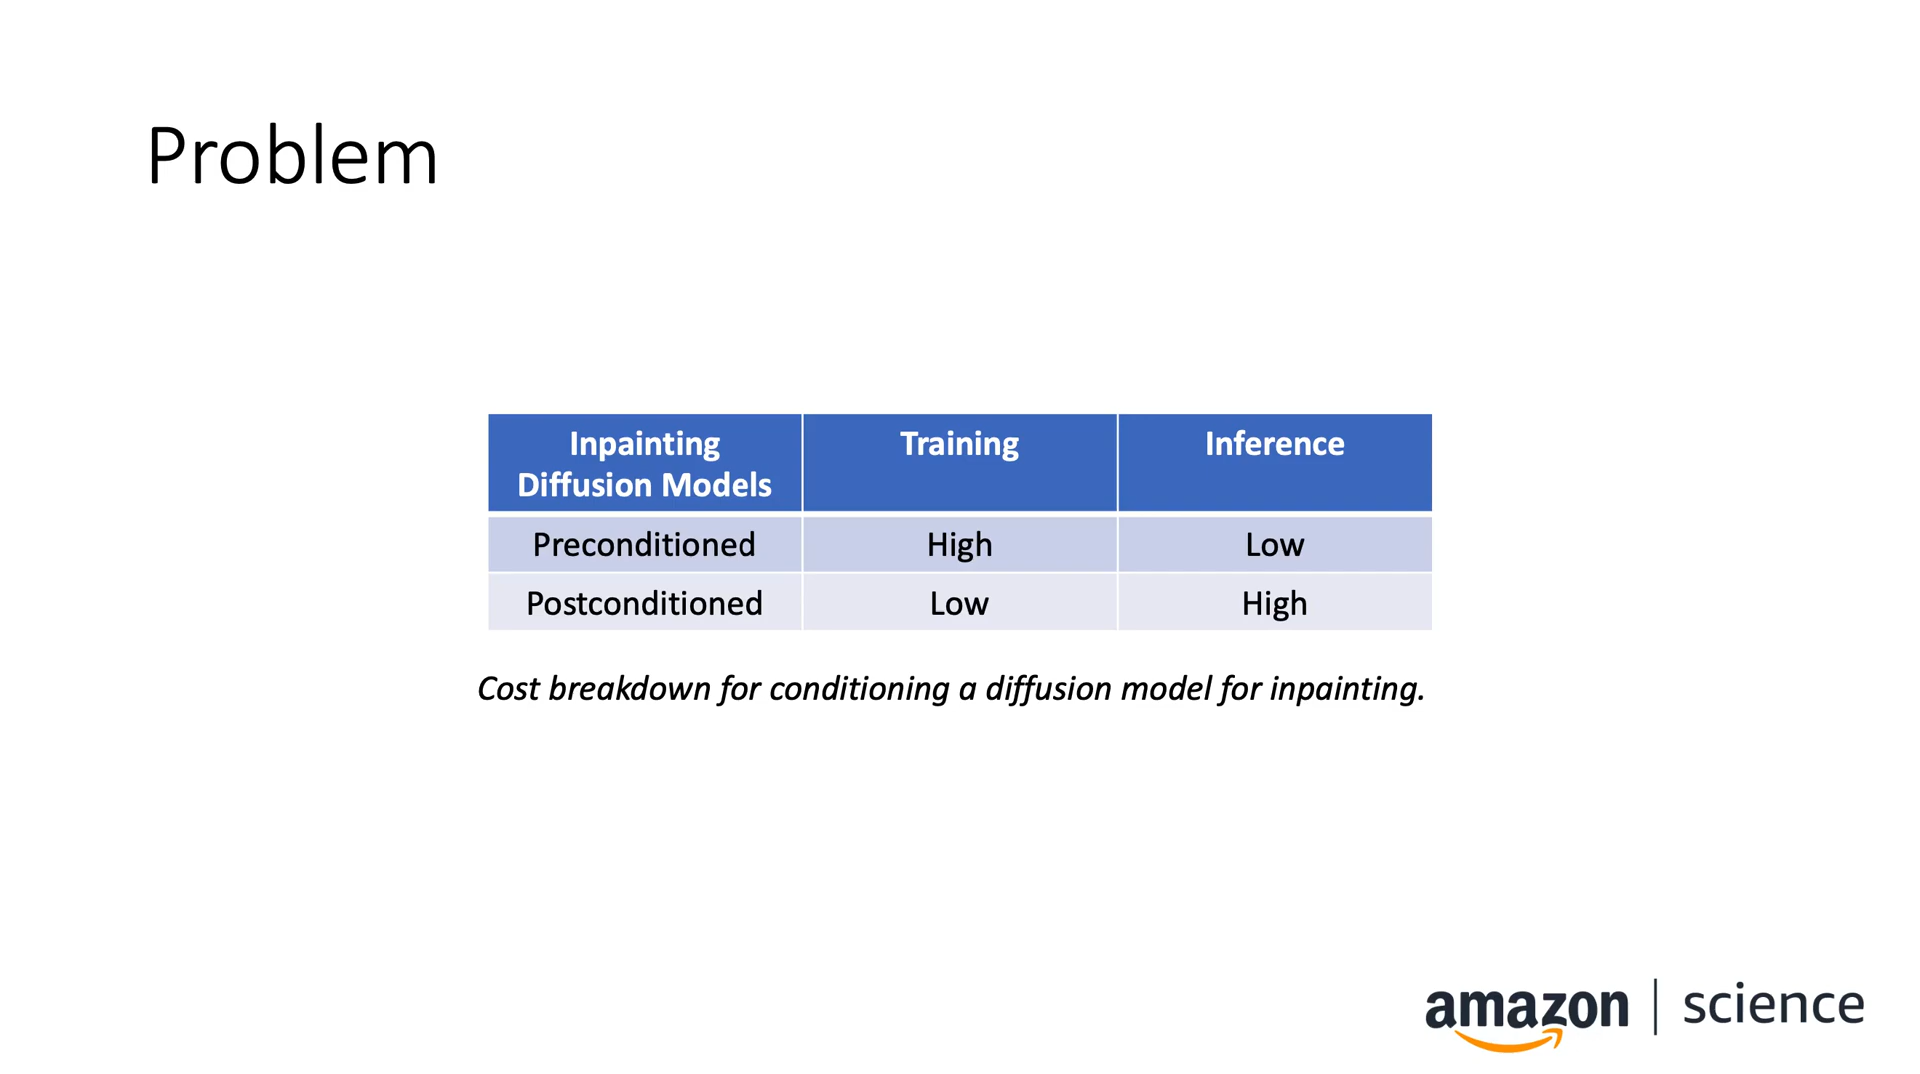 Problem
Inpainting Diffusion Models
Training
Inference
Preconditioned
High
Low
Postconditioned
Low
High
Cost breakdown for conditioning a diffusion model for inpainting.
amazon | science